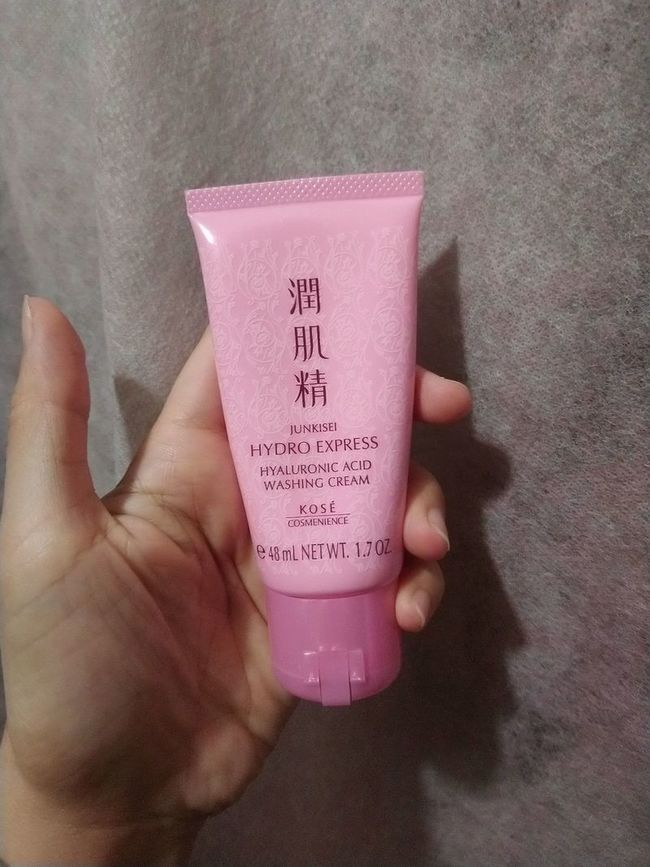 潤肌精
JUNKISEI
HYDRO EXPRESS
HYALURONIC ACID
WASHING CREAM
KOSÉ
COSMENIENCE
℮ 48 mL NET WT. 1.7 OZ.